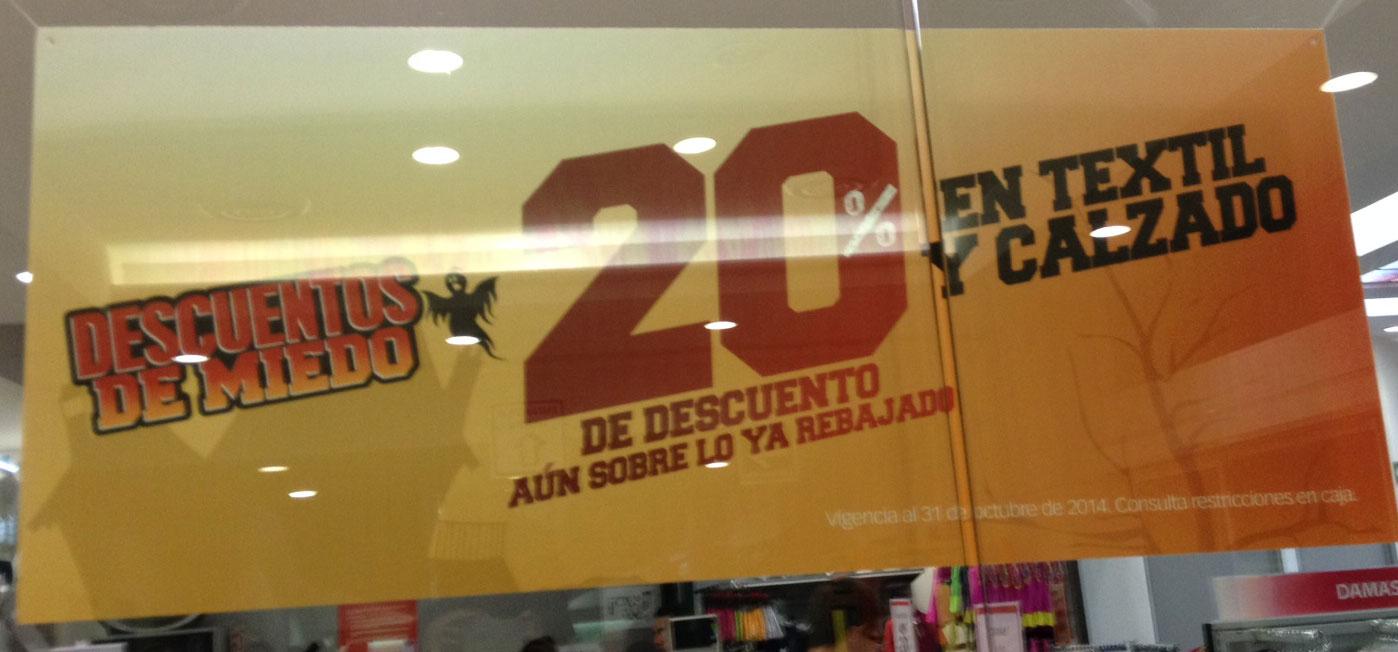 DESCUENTOS
DE MIEDO
20%
DE DESCUENTO
AÚN SOBRE LO YA REBAJADO
EN TEXTIL
Y CALZADO
Vigencia al 31 de octubre de 2014. Consulta restricciones en caja.
DAMAS